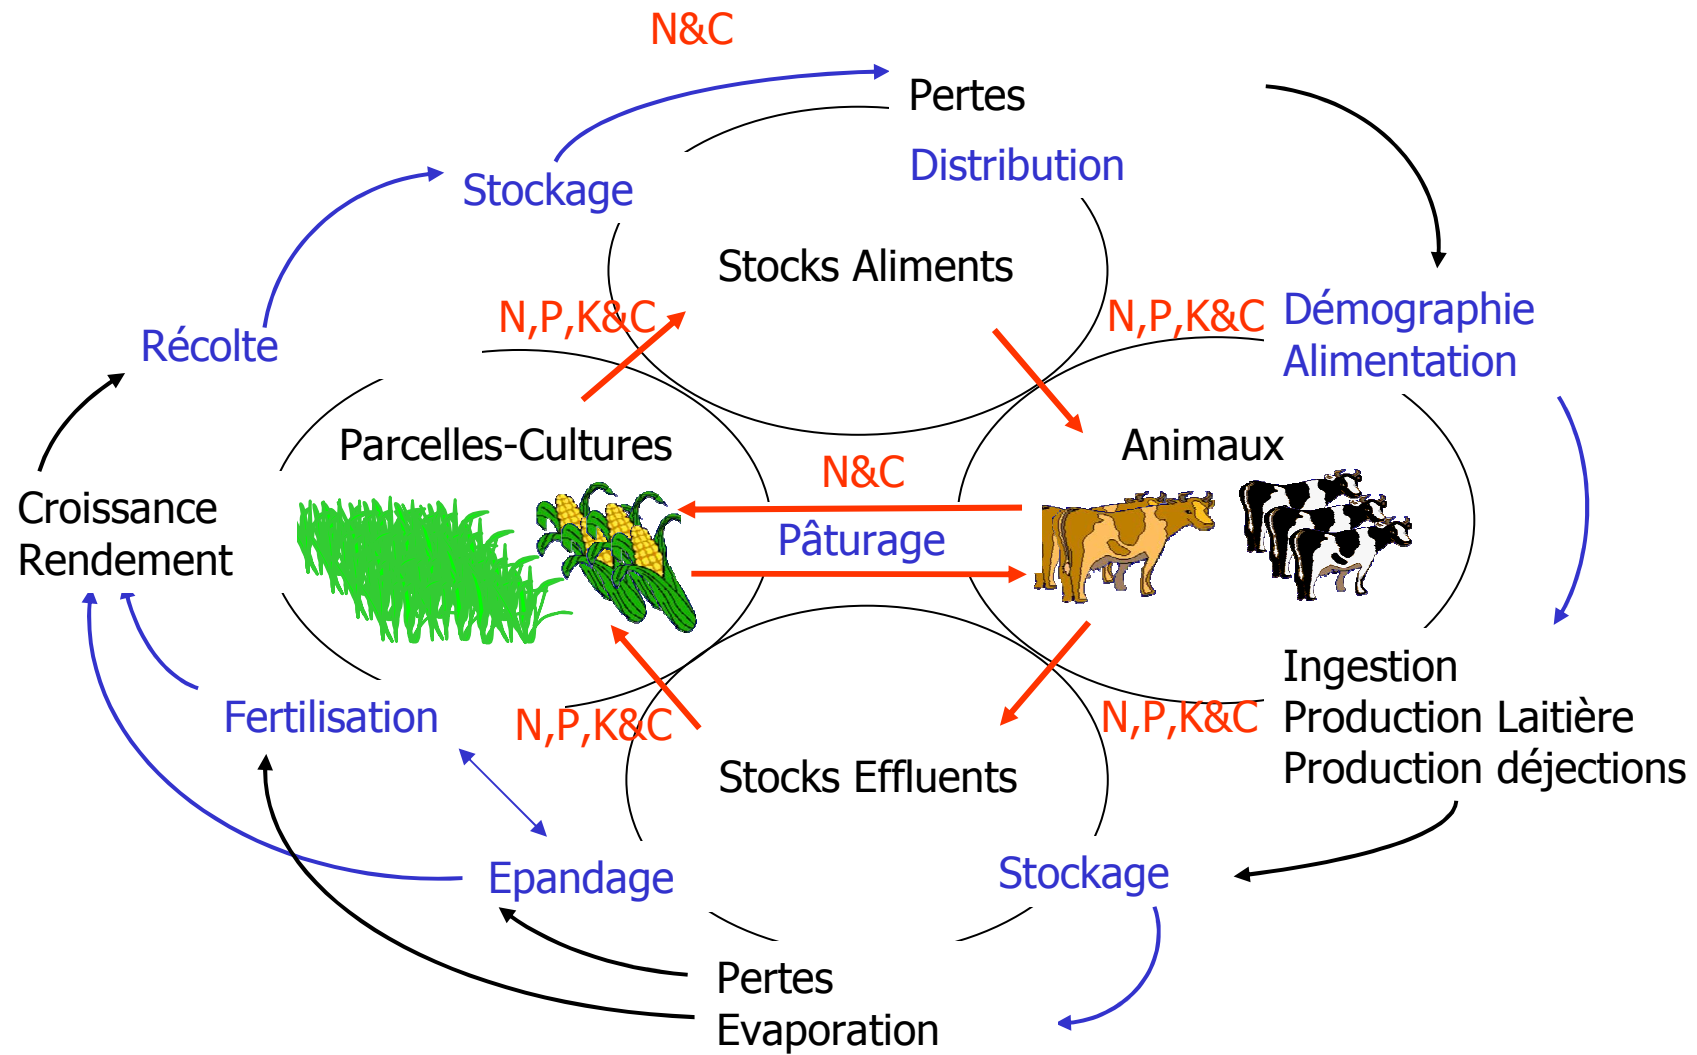 N&C
Pertes
Distribution
Stockage
Stocks Aliments
N,P,K&C
N,P,K&C
Démographie
Alimentation
Récolte
Parcelles-Cultures
Animaux
N&C
Croissance
Rendement
Pâturage
Ingestion
Production Laitière
Production déjections
Fertilisation
N,P,K&C
N,P,K&C
Stocks Effluents
Epandage
Stockage
Pertes
Evaporation